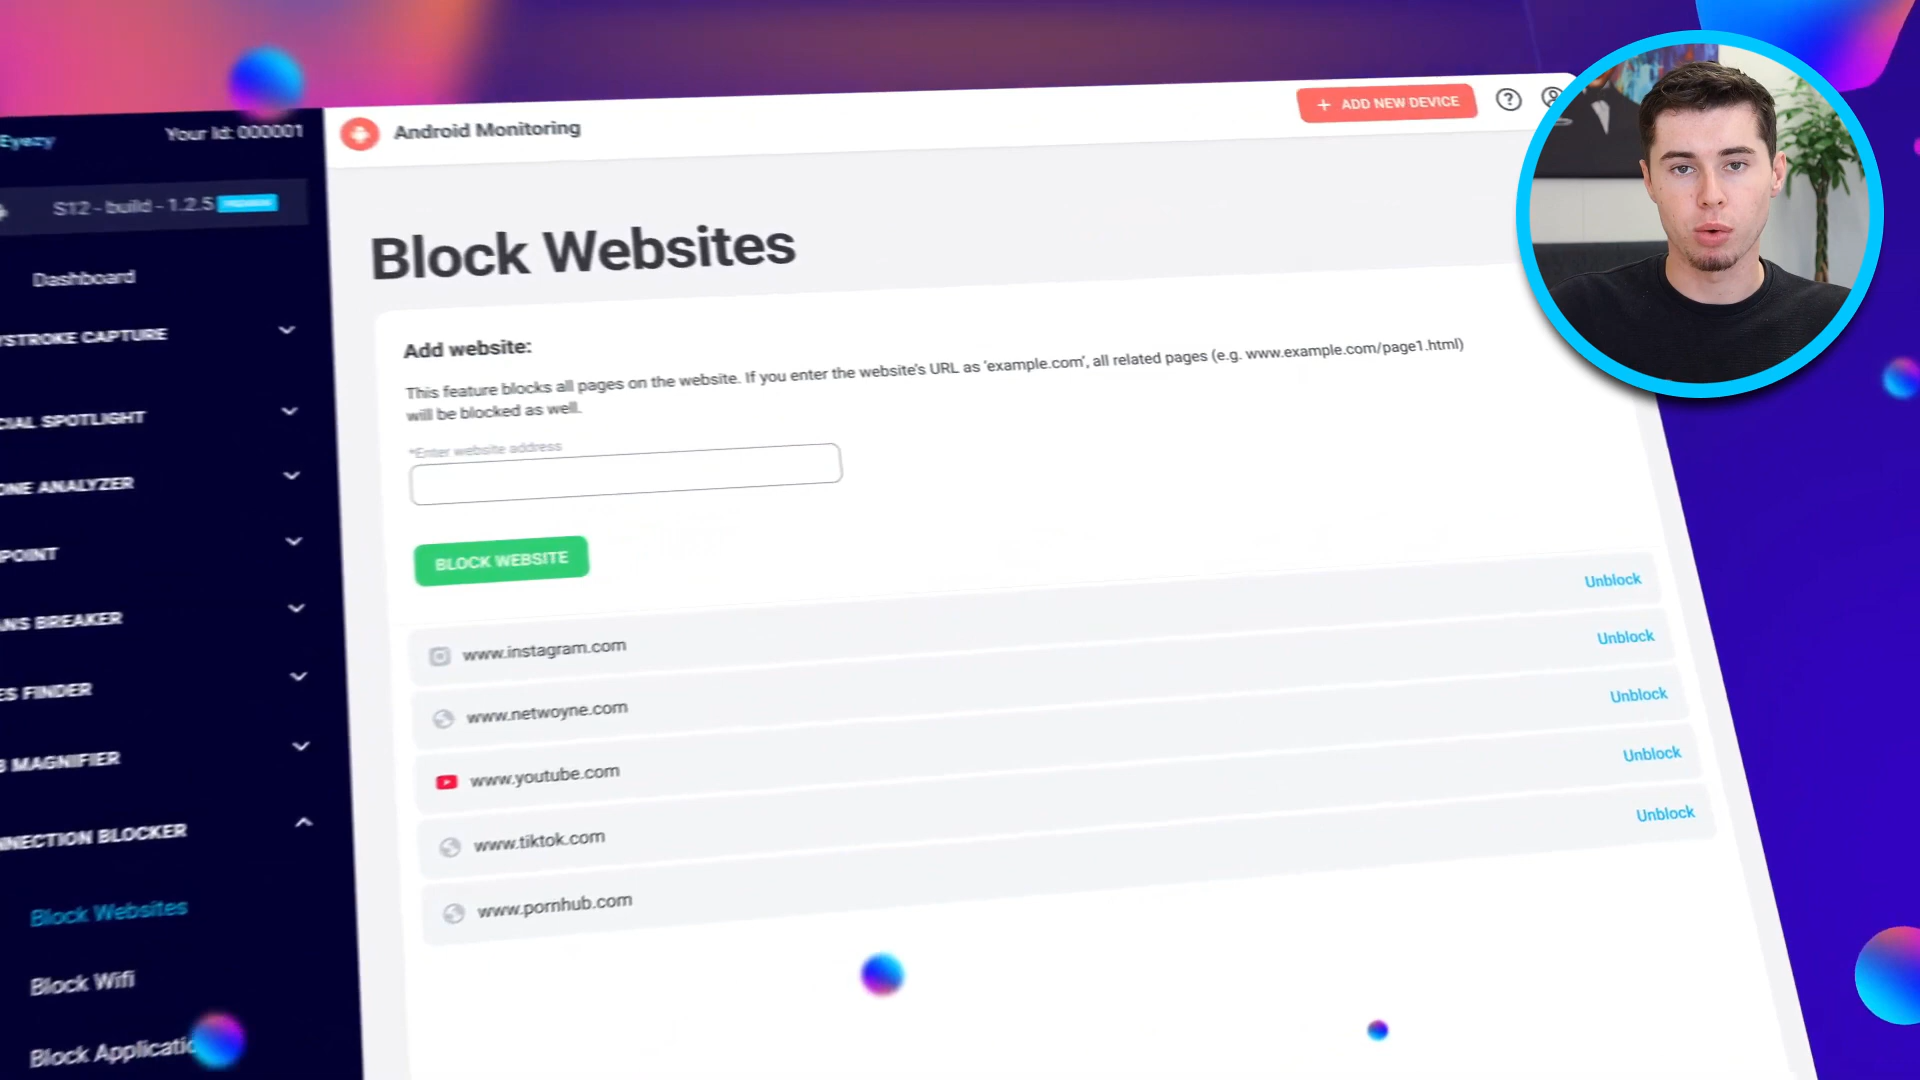 Eyezy
Your Id: 000001
Android Monitoring
ADD NEW DEVICE
S12 - build - 1.2.5
Dashboard
YSTROKE CAPTURE
CIAL SPOTLIGHT
ONE ANALYZER
POINT
ANS BREAKER
ES FINDER
B MAGNIFIER
NNECTION BLOCKER
Block Websites
Block Wifi
Block Applicatio
Block Websites
Add website:
This feature blocks all pages on the website. If you enter the website's URL as 'example.com', all related pages (e.g. www.example.com/page1.html)
will be blocked as well.
*Enter website address
BLOCK WEBSITE
www.instagram.com
Unblock
www.netwoyne.com
Unblock
www.youtube.com
Unblock
www.tiktok.com
Unblock
www.pornhub.com
Unblock